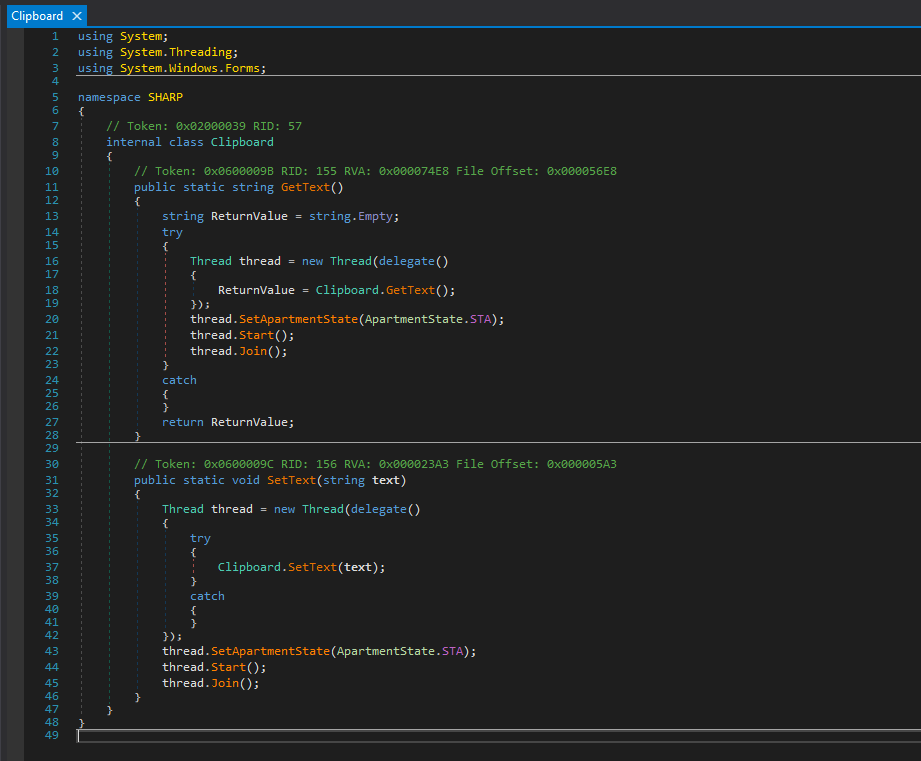 Clipboard ✕
1 using System;
2 using System.Threading;
3 using System.Windows.Forms;
4
5 namespace SHARP
6 {
7 // Token: 0x02000039 RID: 57
8 internal class Clipboard
9 {
10 // Token: 0x0600009B RID: 155 RVA: 0x000074E8 File Offset: 0x000056E8
11 public static string GetText()
12 {
13 string ReturnValue = string.Empty;
14 try
15 {
16 Thread thread = new Thread(delegate()
17 {
18 ReturnValue = Clipboard.GetText();
19 });
20 thread.SetApartmentState(ApartmentState.STA);
21 thread.Start();
22 thread.Join();
23 }
24 catch
25 {
26 }
27 return ReturnValue;
28 }
29
30 // Token: 0x0600009C RID: 156 RVA: 0x000023A3 File Offset: 0x000005A3
31 public static void SetText(string text)
32 {
33 Thread thread = new Thread(delegate()
34 {
35 try
36 {
37 Clipboard.SetText(text);
38 }
39 catch
40 {
41 }
42 });
43 thread.SetApartmentState(ApartmentState.STA);
44 thread.Start();
45 thread.Join();
46 }
47 }
48 }
49